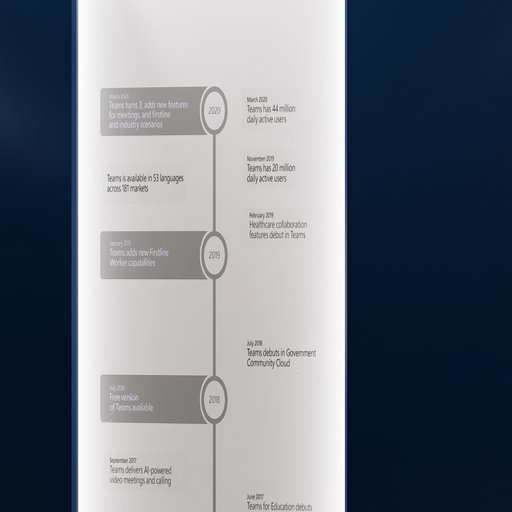 March 2020
Teams turns 3, adds new features
for meetings, and firstline
and industry scenarios
2020
March 2020
Teams has 44 million
daily active users
November 2019
Teams has 20 million
daily active users
Teams is available in 53 languages
across 181 markets
February 2019
Healthcare collaboration
features debut in Teams
January 2019
Teams adds new Firstline
Worker capabilities
2019
July 2018
Teams debuts in Government
Community Cloud
July 2018
Free version
of Teams available
2018
September 2017
Teams delivers AI-powered
video meetings and calling
June 2017
Teams for Education debuts